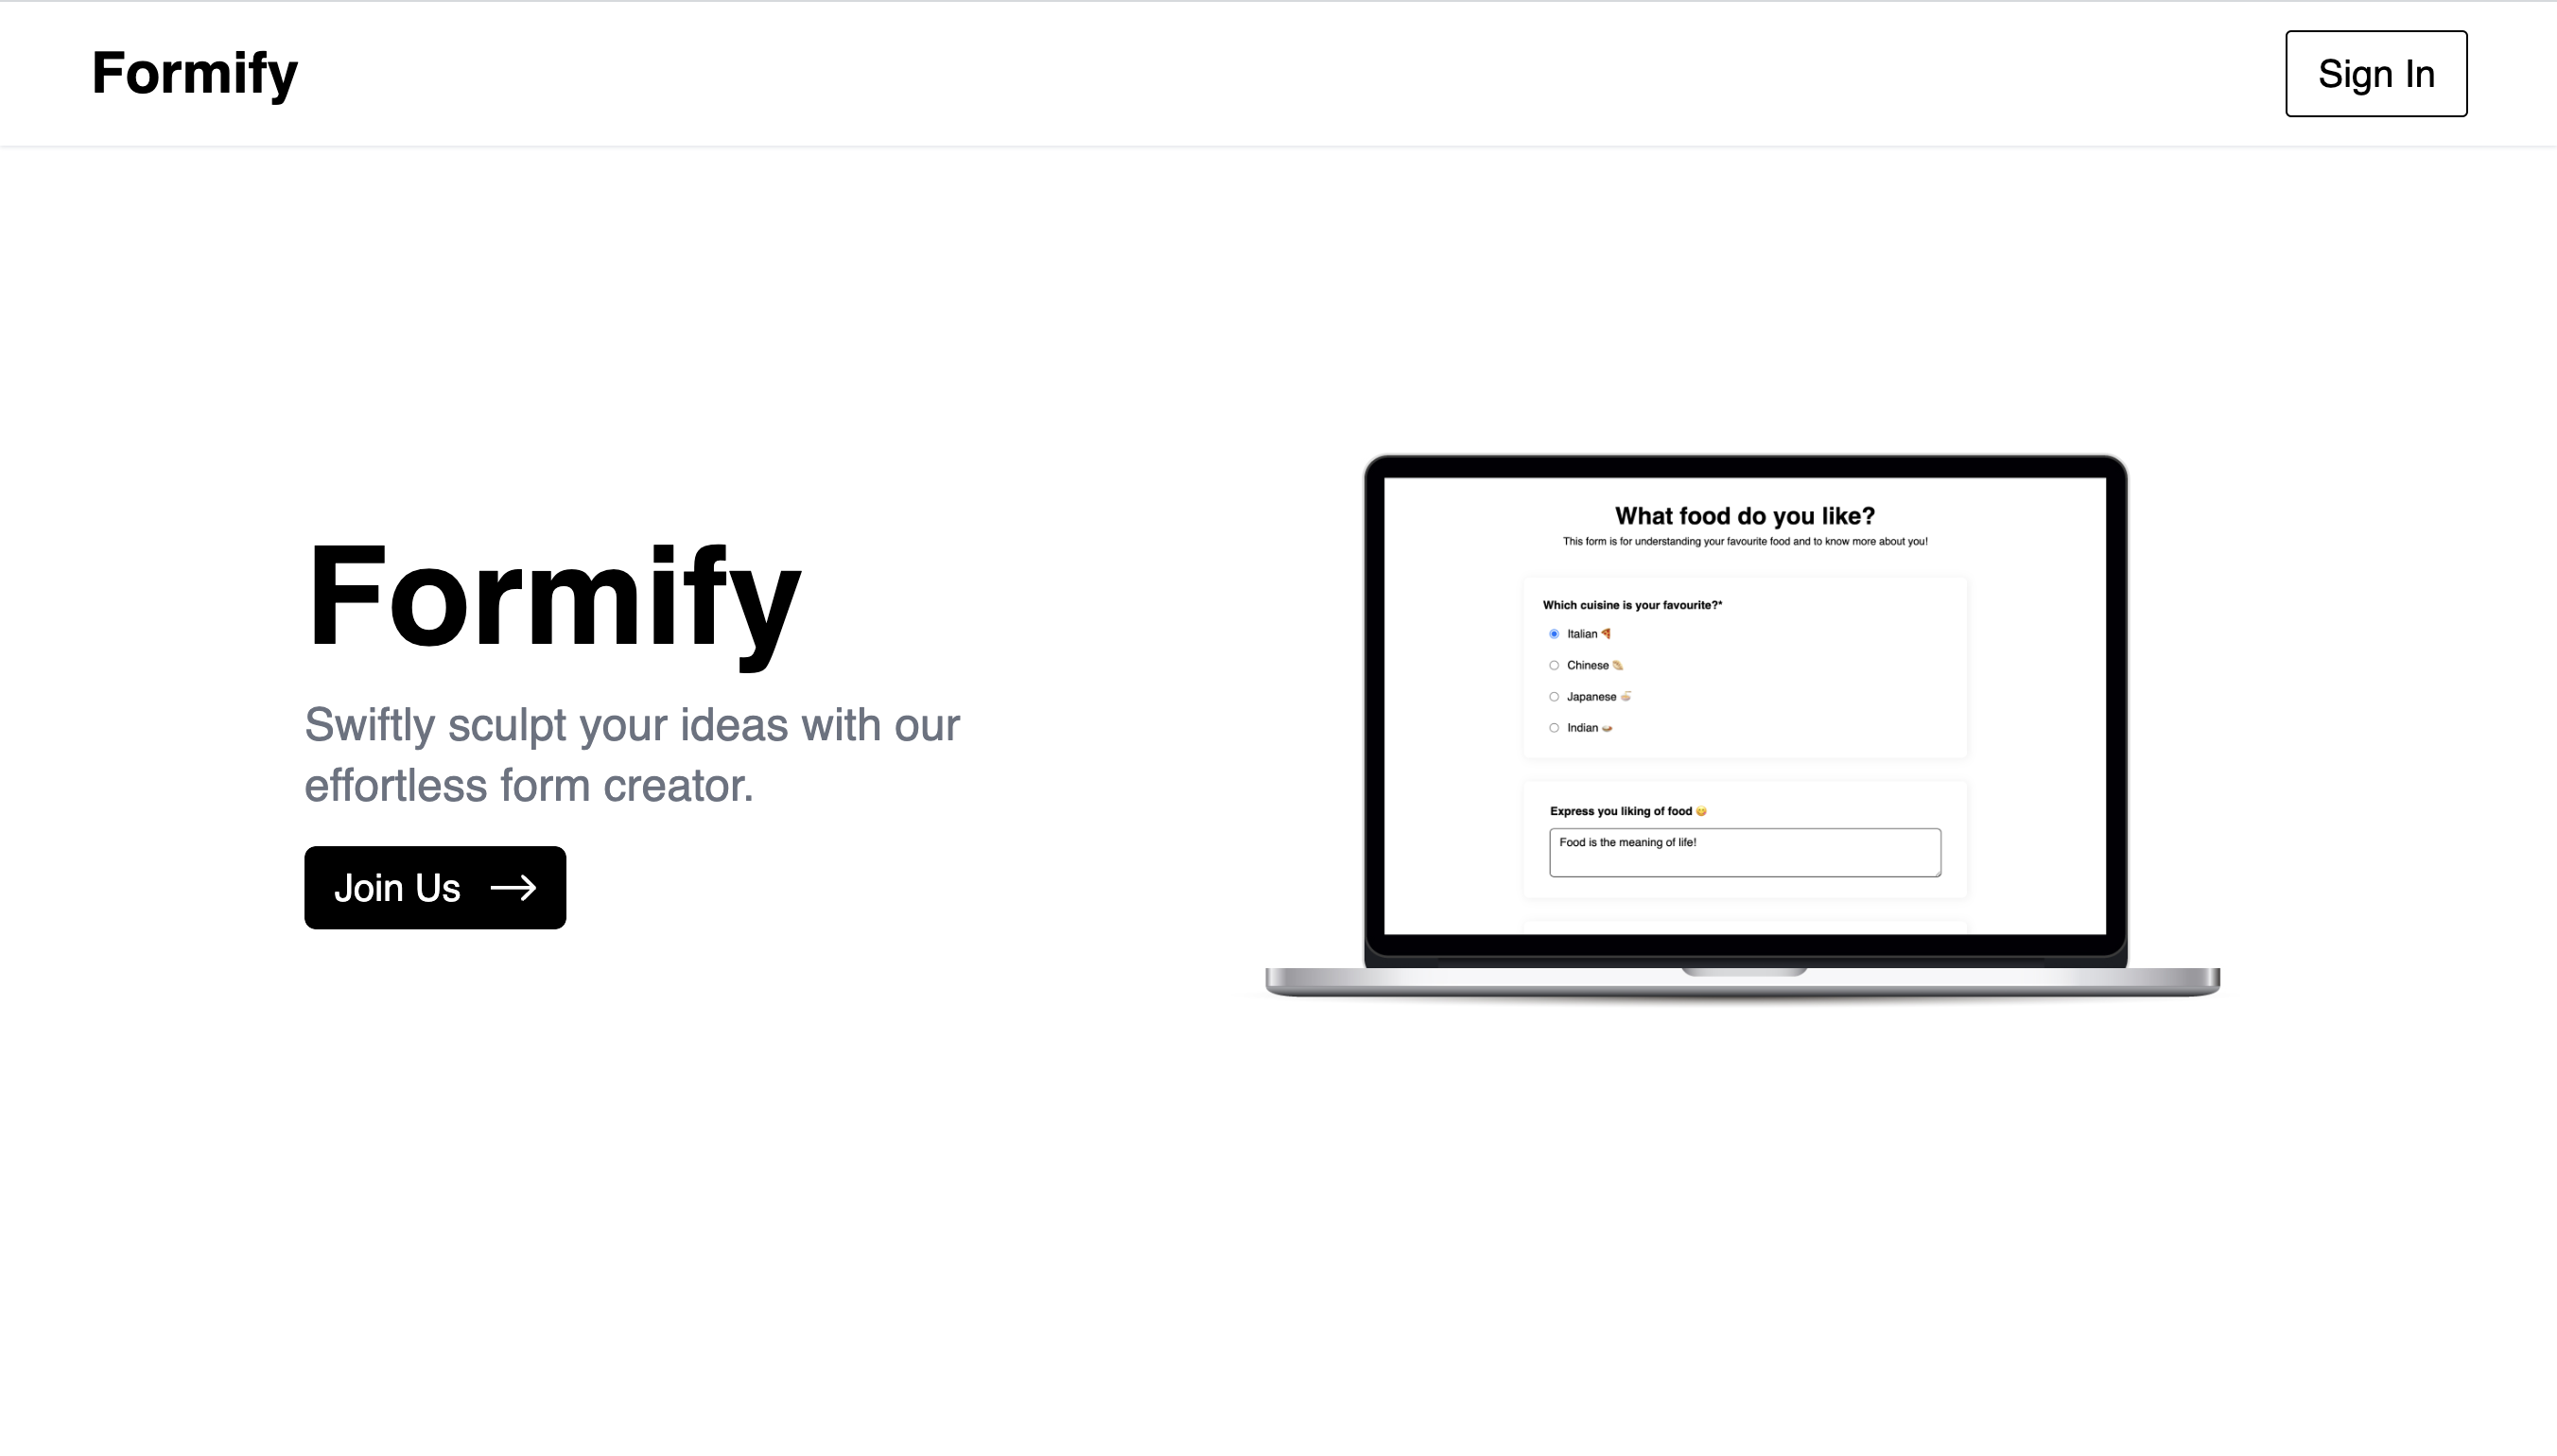 Formify
Sign In
Formify
Swiftly sculpt your ideas with our
effortless form creator.
Join Us
What food do you like?
This form is for understanding your favourite food and to know more about you!
Which cuisine is your favourite?*
Italian 🍕
Chinese 🥠
Japanese 🍜
Indian 🍛
Express you liking of food 😋
Food is the meaning of life!